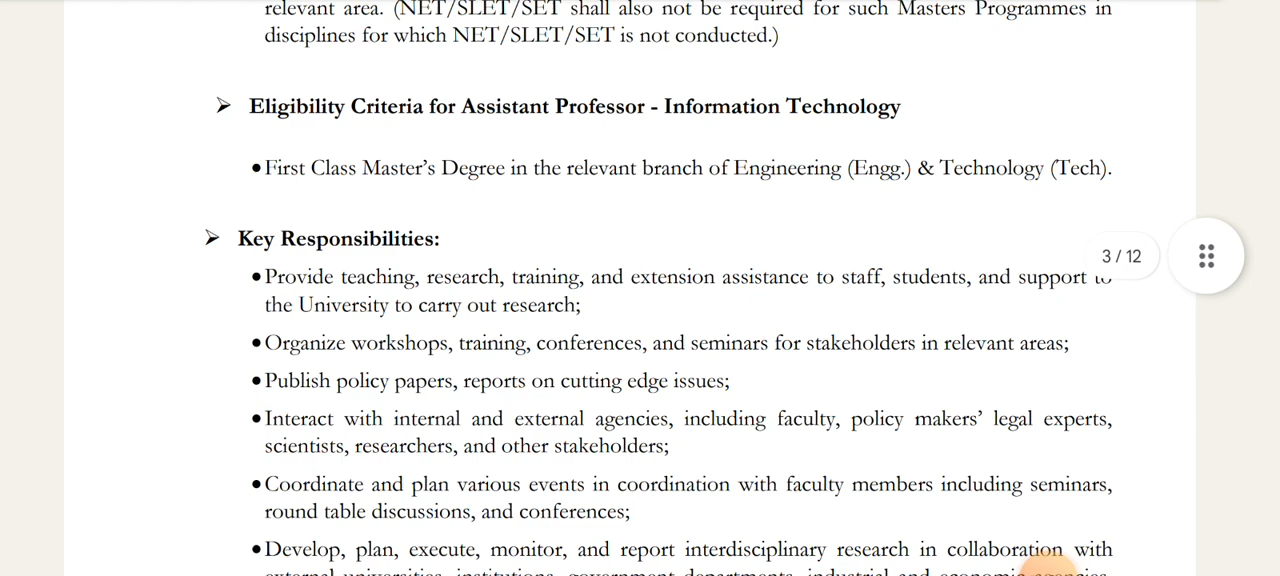 relevant area. (NET/SLET/SET shall also not be required for such Masters Programmes in
disciplines for which NET/SLET/SET is not conducted.)
➢ Eligibility Criteria for Assistant Professor - Information Technology
• First Class Master’s Degree in the relevant branch of Engineering (Engg.) & Technology (Tech).
➢ Key Responsibilities:
3 / 12
• Provide teaching, research, training, and extension assistance to staff, students, and support to
the University to carry out research;
• Organize workshops, training, conferences, and seminars for stakeholders in relevant areas;
• Publish policy papers, reports on cutting edge issues;
• Interact with internal and external agencies, including faculty, policy makers’ legal experts,
scientists, researchers, and other stakeholders;
• Coordinate and plan various events in coordination with faculty members including seminars,
round table discussions, and conferences;
• Develop, plan, execute, monitor, and report interdisciplinary research in collaboration with